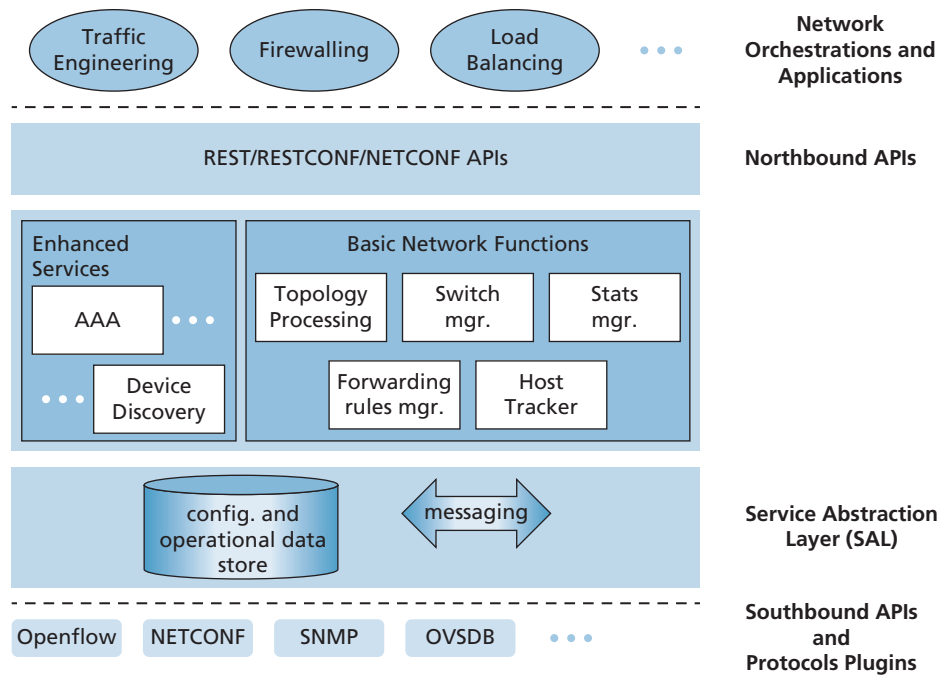 Traffic
Engineering
Firewalling
Load
Balancing
Network
Orchestrations and
Applications
REST/RESTCONF/NETCONF APIs
Northbound APIs
Enhanced
Services
AAA
Device
Discovery
Basic Network Functions
Topology
Processing
Switch
mgr.
Stats
mgr.
Forwarding
rules mgr.
Host
Tracker
config. and
operational data
store
messaging
Service Abstraction
Layer (SAL)
Openflow
NETCONF
SNMP
OVSDB
Southbound APIs
and
Protocols Plugins